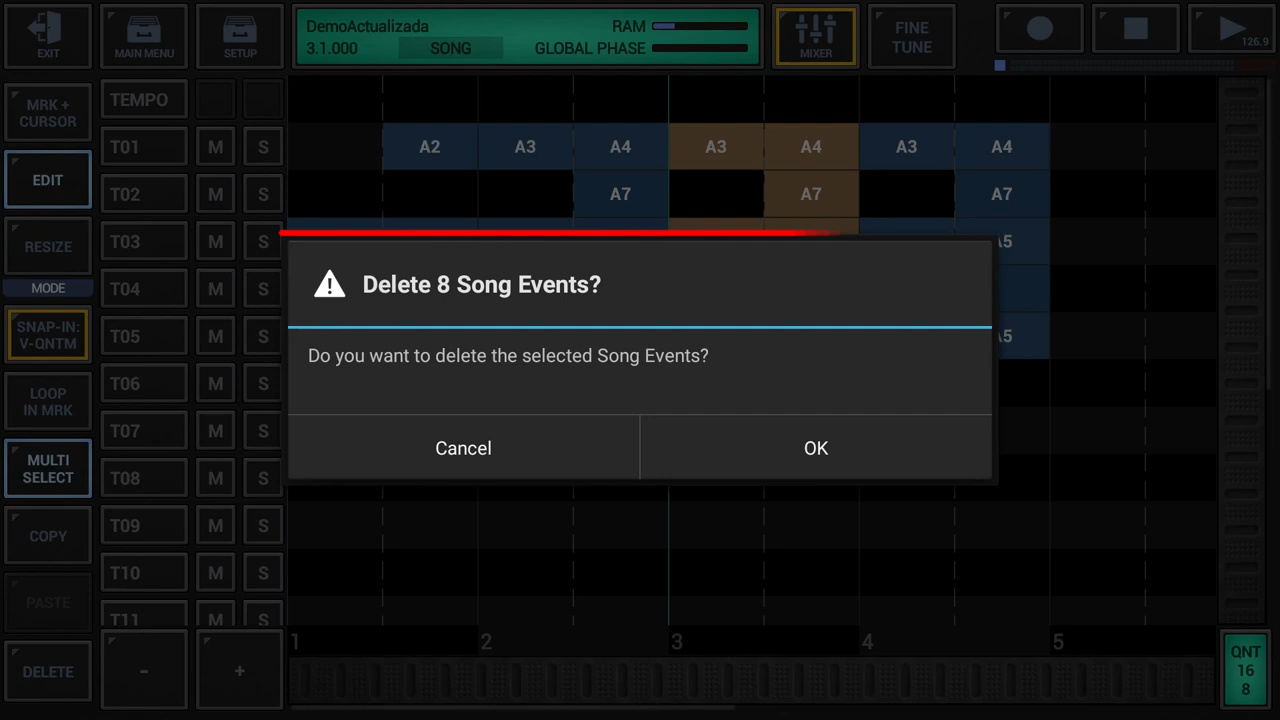 EXIT
MAIN MENU
SETUP
DemoActualizada
RAM
3.1.000
SONG
GLOBAL PHASE
MIXER
FINE
TUNE
126.9
MRK +
CURSOR
TEMPO
T01 M S
A2 A3 A4 A3 A4 A3 A4
EDIT
T02 M S
A7 A7 A7
RESIZE
T03 M S
A5
MODE
T04 M S
SNAP-IN:
V-QNTM
T05 M S
A5
Delete 8 Song Events?
Do you want to delete the selected Song Events?
Cancel
OK
T06 M S
LOOP
IN MRK
T07 M S
MULTI
SELECT
T08 M S
COPY
T09 M S
T10 M S
PASTE
T11 M S
1 2 3 4 5
DELETE
-
+
QNT
16
8